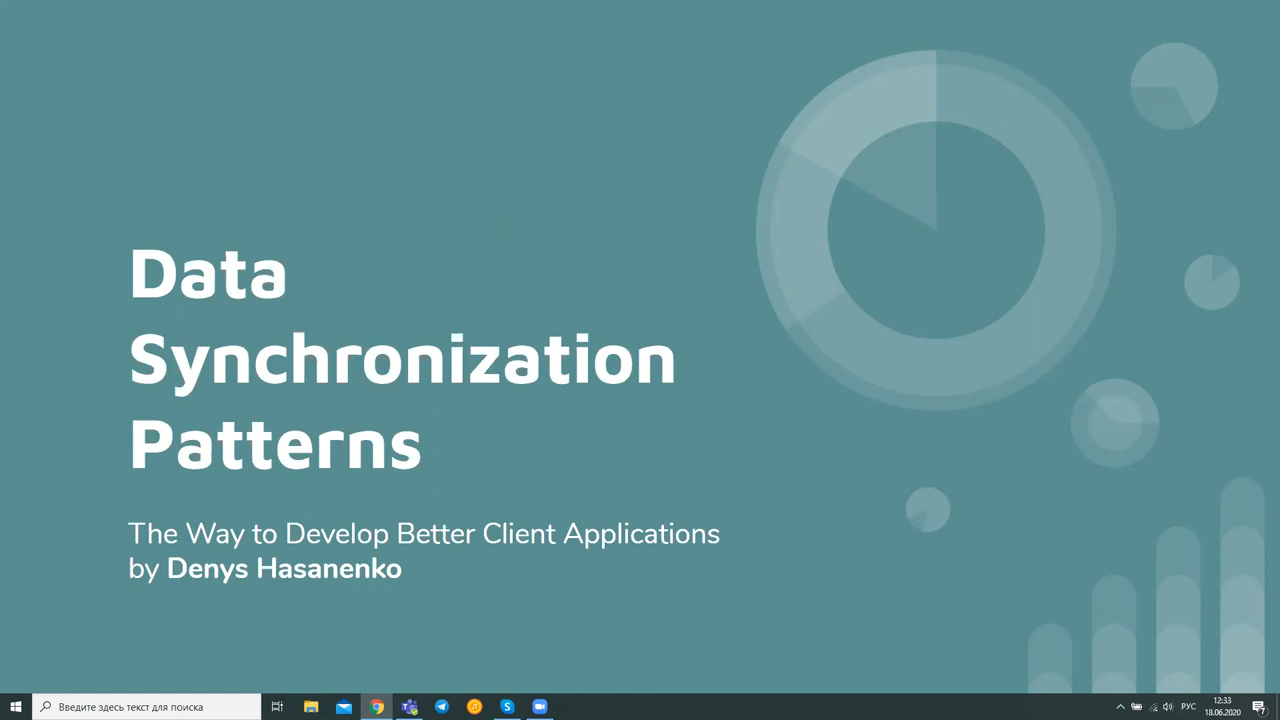 Data
Synchronization
Patterns
The Way to Develop Better Client Applications
by Denys Hasanenko
Введите здесь текст для поиска
РУС
12:33
18.06.2020